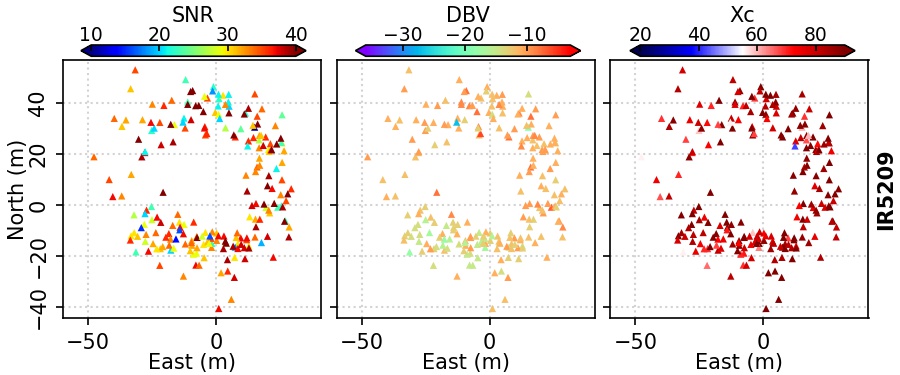 SNR
DBV
Xc
10 20 30 40
−30 −20 −10
20 40 60 80
North (m)
40
20
0
−20
−40
−50 0
−50 0
−50 0
East (m)
East (m)
East (m)
IR5209